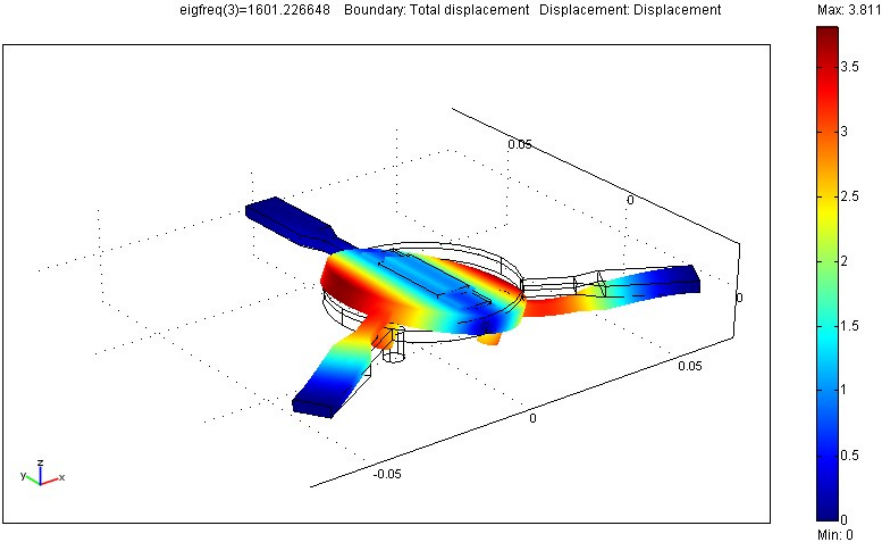 eigfreq(3)=1601.226648 Boundary: Total displacement Displacement: Displacement
Max: 3.811
3.5
3
2.5
2
1.5
1
0.5
0
Min: 0
0.05
0
0
0.05
0
-0.05
z
y
x